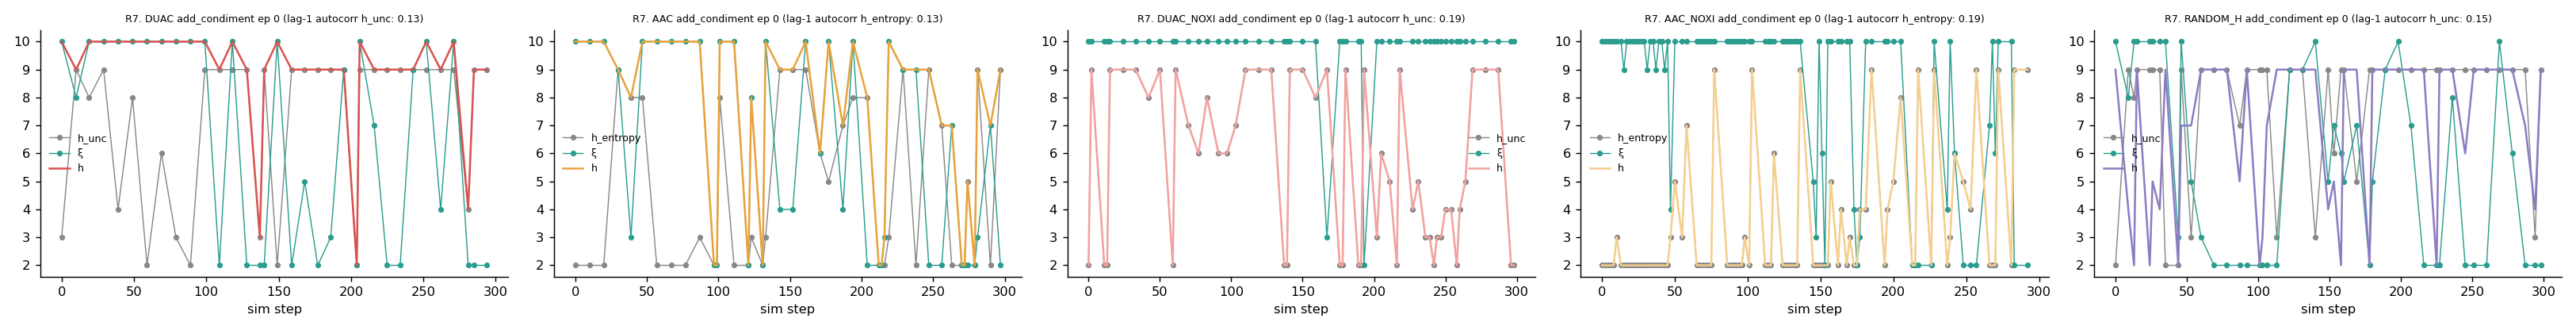 R7. DUAC add_condiment ep 0 (lag-1 autocorr h_unc: 0.13)
10
9
8
7
6
5
4
3
2
h_unc
ξ
h
0 50 100 150 200 250 300
sim step
R7. AAC add_condiment ep 0 (lag-1 autocorr h_entropy: 0.13)
10
9
8
7
6
5
4
3
2
h_entropy
ξ
h
0 50 100 150 200 250 300
sim step
R7. DUAC_NOXI add_condiment ep 0 (lag-1 autocorr h_unc: 0.19)
10
9
8
7
6
5
4
3
2
h_unc
ξ
h
0 50 100 150 200 250 300
sim step
R7. AAC_NOXI add_condiment ep 0 (lag-1 autocorr h_entropy: 0.19)
10
9
8
7
6
5
4
3
2
h_entropy
ξ
h
0 50 100 150 200 250 300
sim step
R7. RANDOM_H add_condiment ep 0 (lag-1 autocorr h_unc: 0.15)
10
9
8
7
6
5
4
3
2
h_unc
ξ
h
0 50 100 150 200 250 300
sim step